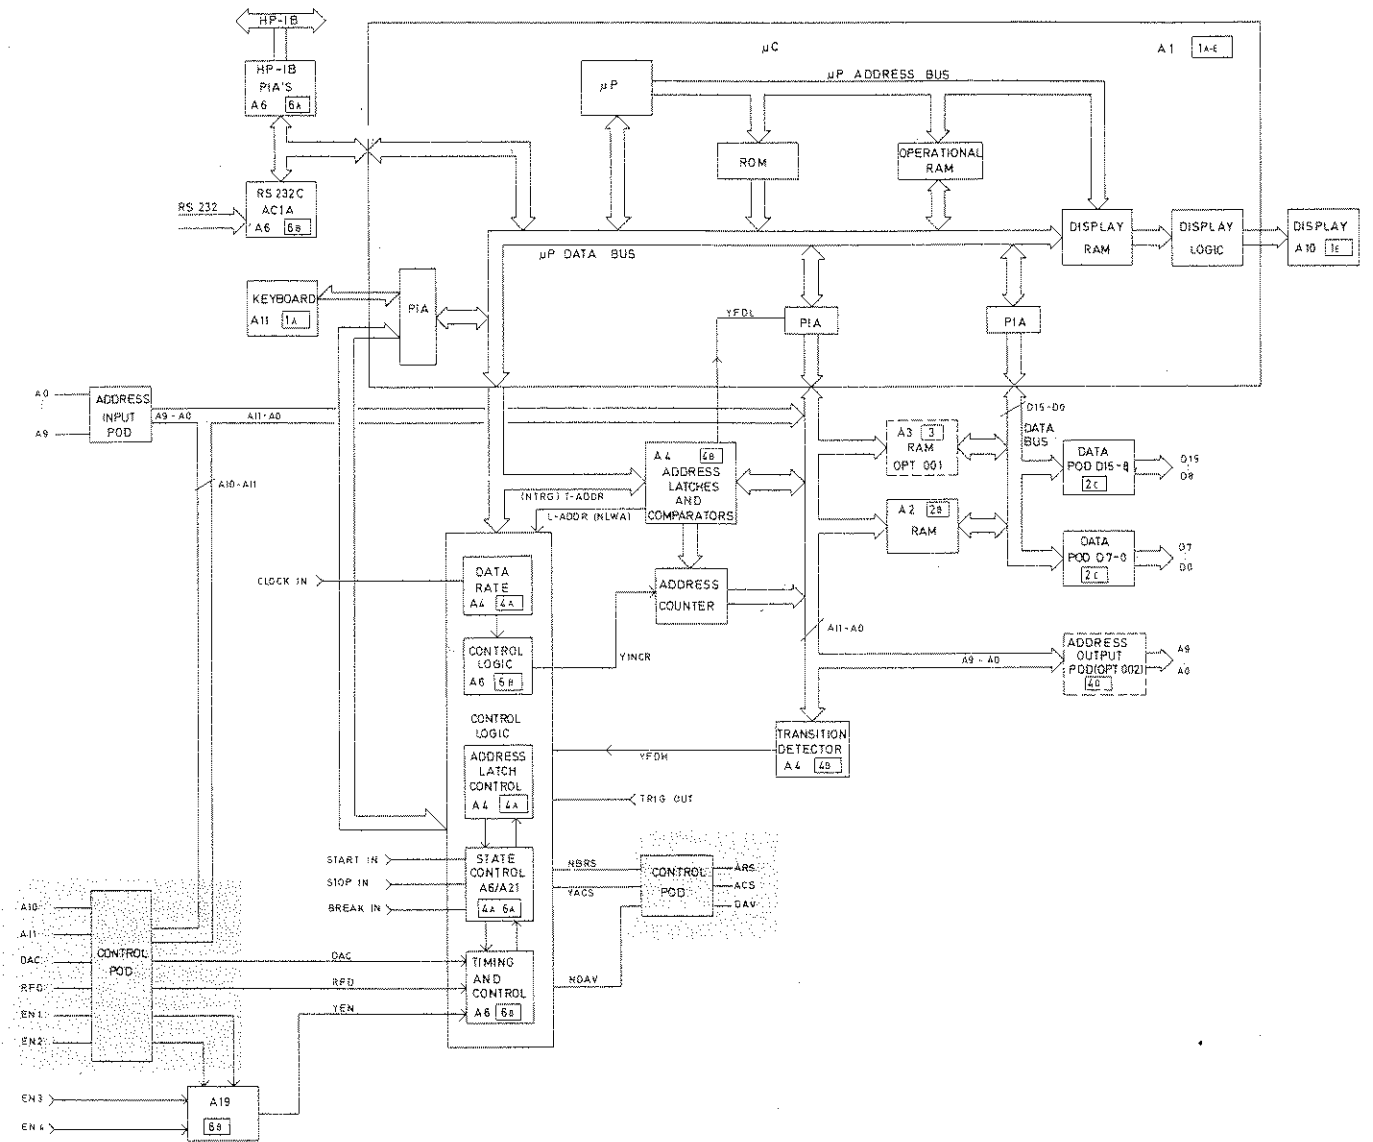 HP-IB
HP-1B
PIA'S
A6 6A
RS 232
RS 232C
AC1A
A6 6B
KEYBOARD
A11 1A
PIA
µC
A1 1A-E
µP
µP ADDRESS BUS
ROM
OPERATIONAL
RAM
µP DATA BUS
DISPLAY
RAM
DISPLAY
LOGIC
DISPLAY
A10 1E
YFDL
PIA
PIA
A0
A9
ADDRESS
INPUT
POD
A9-A0
A11-A0
A10-A11
D15-D0
DATA
BUS
A3 3
RAM
OPT 001
A2 2B
RAM
DATA
POD D15-8
2C
D15
D8
DATA
POD D7-0
2C
D7
D0
A4 4B
ADDRESS
LATCHES
AND
COMPARATORS
(NTRG) T-ADDR
L-ADDR (NLWA)
ADDRESS
COUNTER
CLOCK IN
DATA
RATE
A4 4A
CONTROL
LOGIC
A6 6B
YINCR
A11-A0
A9-A0
ADDRESS
OUTPUT
POD(OPT 002)
4D
A9
A0
CONTROL
LOGIC
ADDRESS
LATCH
CONTROL
A4 4A
TRANSITION
DETECTOR
A4 4B
YFDH
TRIG OUT
START IN
STOP IN
BREAK IN
STATE
CONTROL
A6/A21
4A 6A
NBRS
YACS
NDAV
CONTROL
POD
ARS
ACS
DAV
A10
A11
DAC
RFD
EN1
EN2
CONTROL
POD
DAC
RFD
YEN
TIMING
AND
CONTROL
A6 6B
EN3
EN4
A19
6B